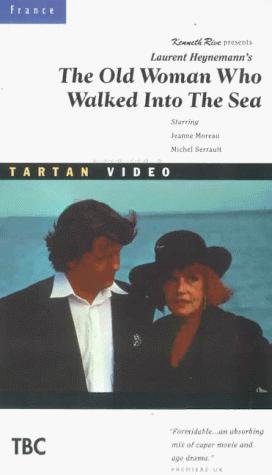 France
Kenneth Rive presents
Laurent Heynemann's
The Old Woman Who
Walked Into The Sea
Starring
Jeanne Moreau
Michel Serrault
TARTAN VIDEO
"Formidable...an absorbing
mix of caper movie and
age drama."
PREMIERE UK
TBC